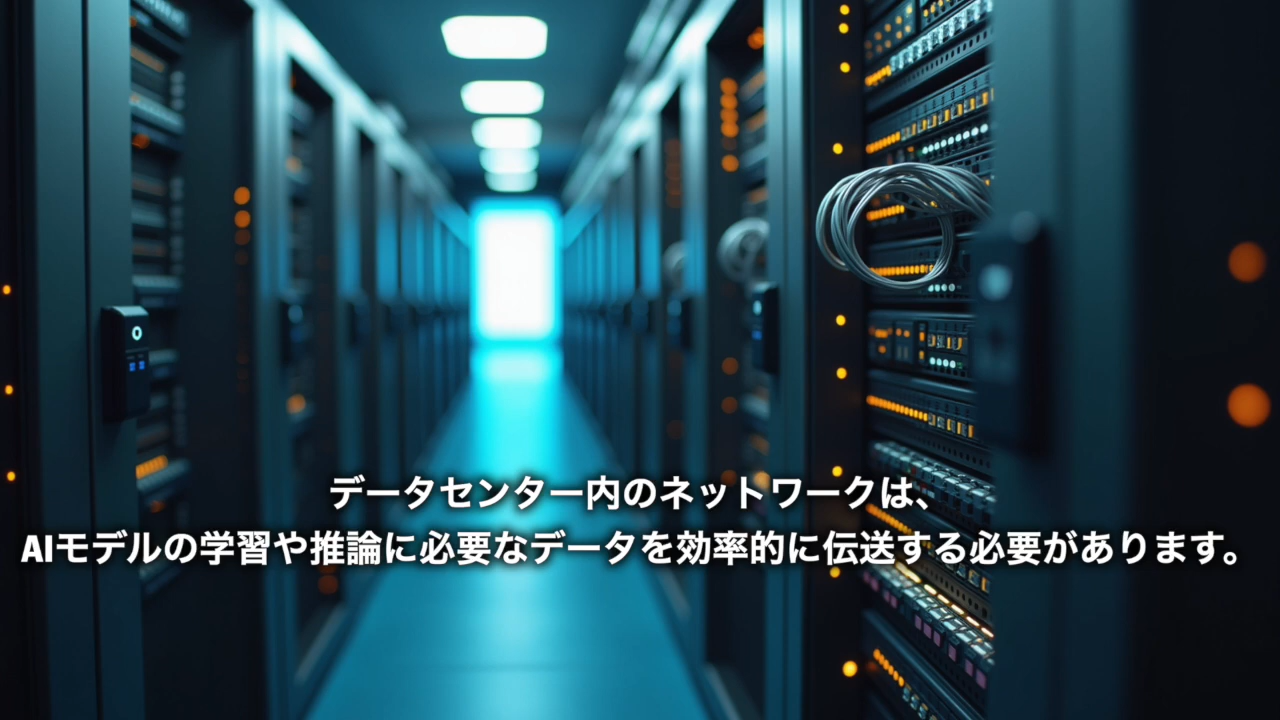 データセンター内のネットワークは、
AIモデルの学習や推論に必要なデータを効率的に伝送する必要があります。